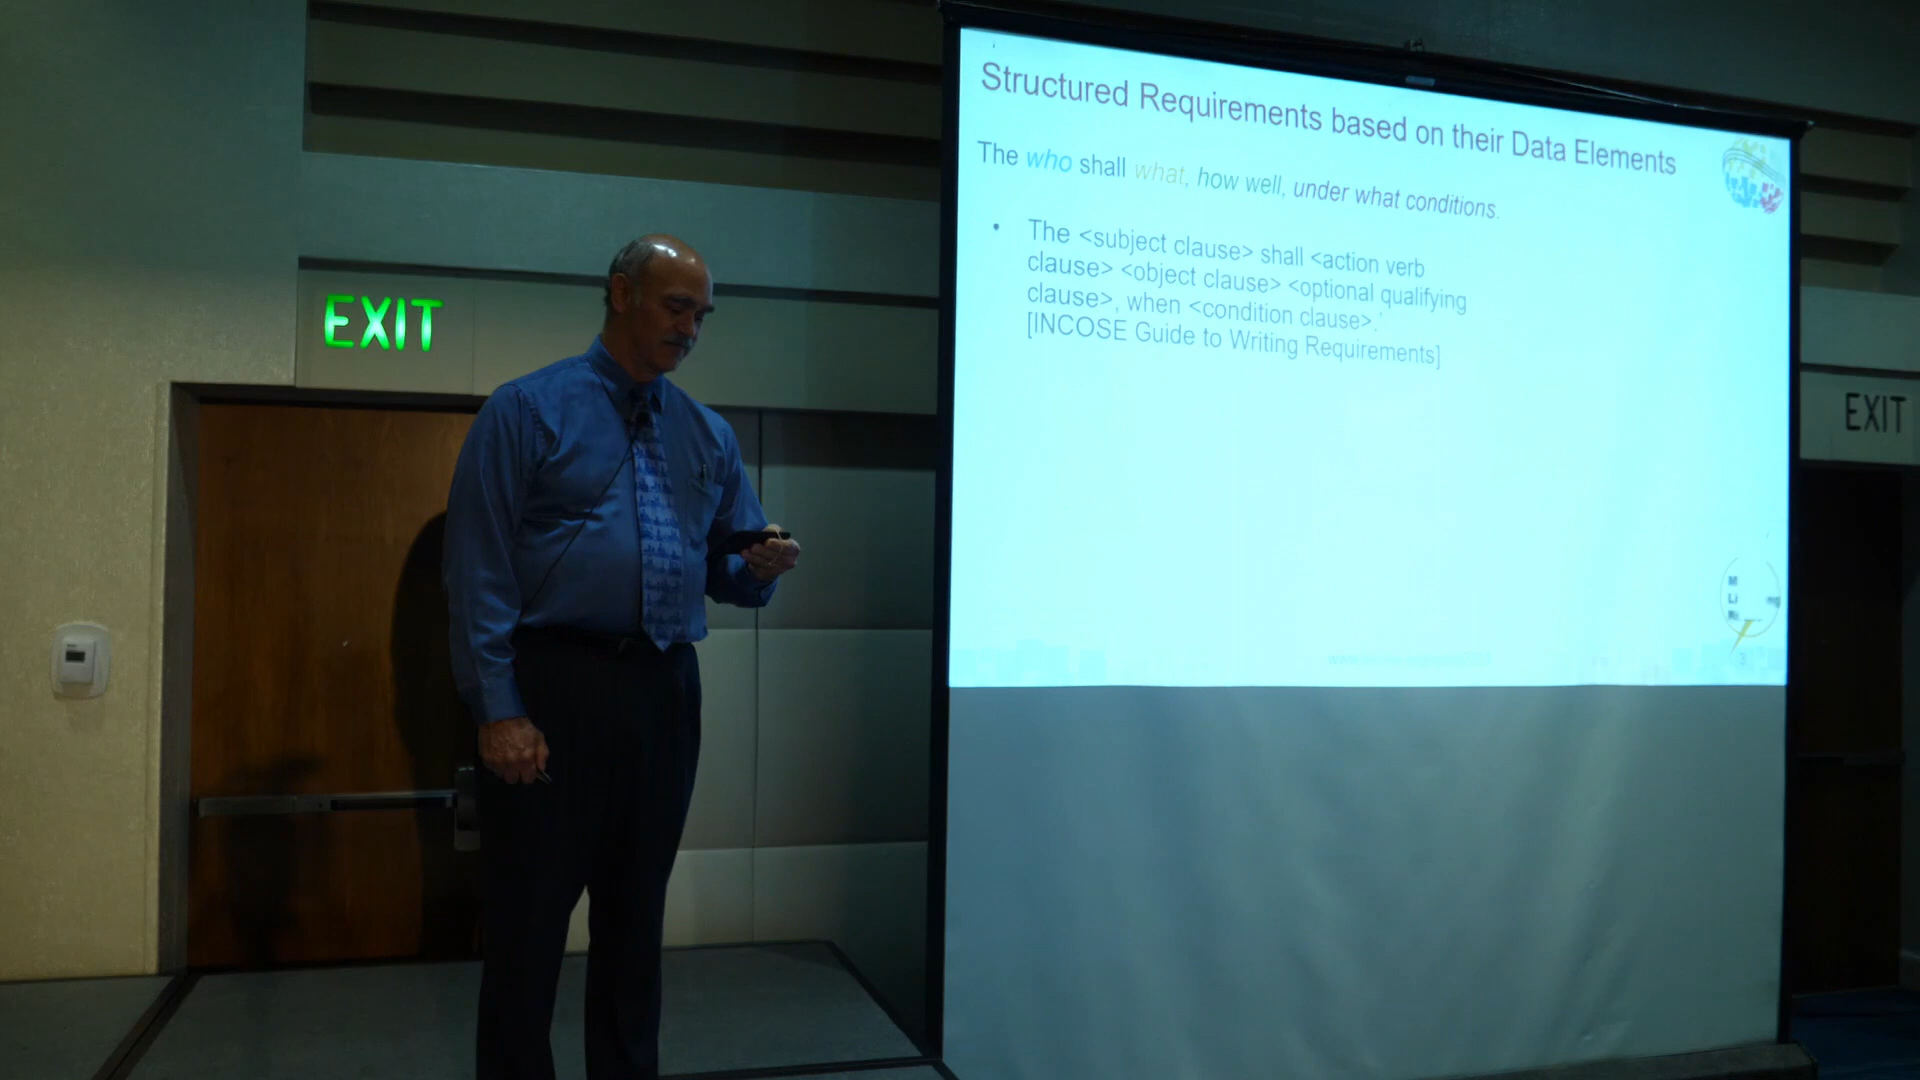 Structured Requirements based on their Data Elements
The who shall what, how well, under what conditions.
• The <subject clause> shall <action verb
clause> <object clause> <optional qualifying
clause>, when <condition clause>.
[INCOSE Guide to Writing Requirements]
EXIT
EXIT
3